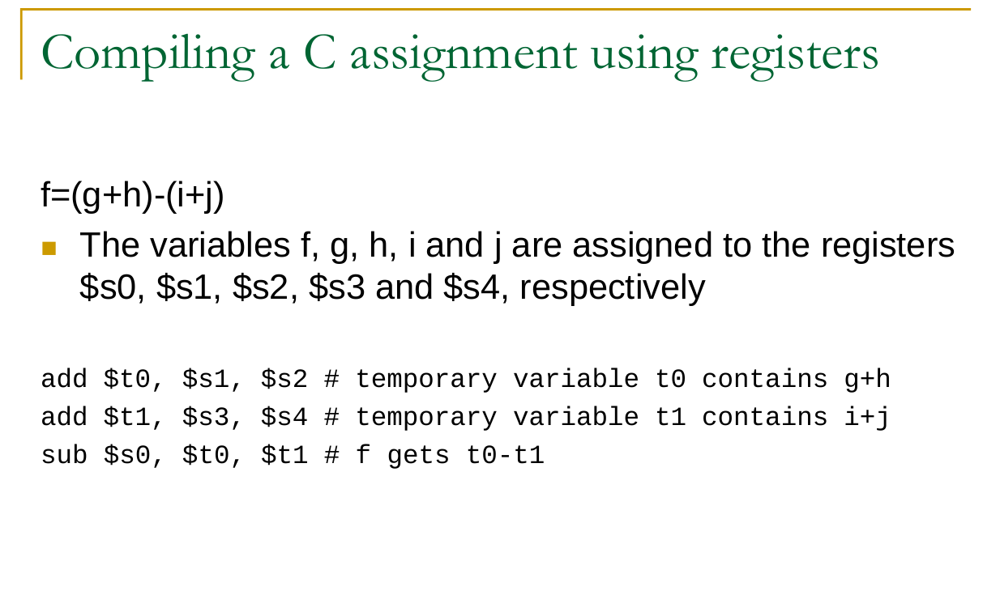 Compiling a C assignment using registers
f=(g+h)-(i+j)
The variables f, g, h, i and j are assigned to the registers
$s0, $s1, $s2, $s3 and $s4, respectively
add $t0, $s1, $s2 # temporary variable t0 contains g+h
add $t1, $s3, $s4 # temporary variable t1 contains i+j
sub $s0, $t0, $t1 # f gets t0-t1